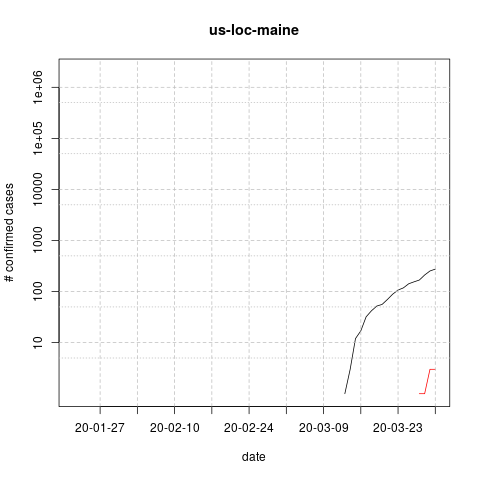 us-loc-maine
# confirmed cases
1e+06
1e+05
10000
1000
100
10
20-01-27
20-02-10
20-02-24
20-03-09
20-03-23
date